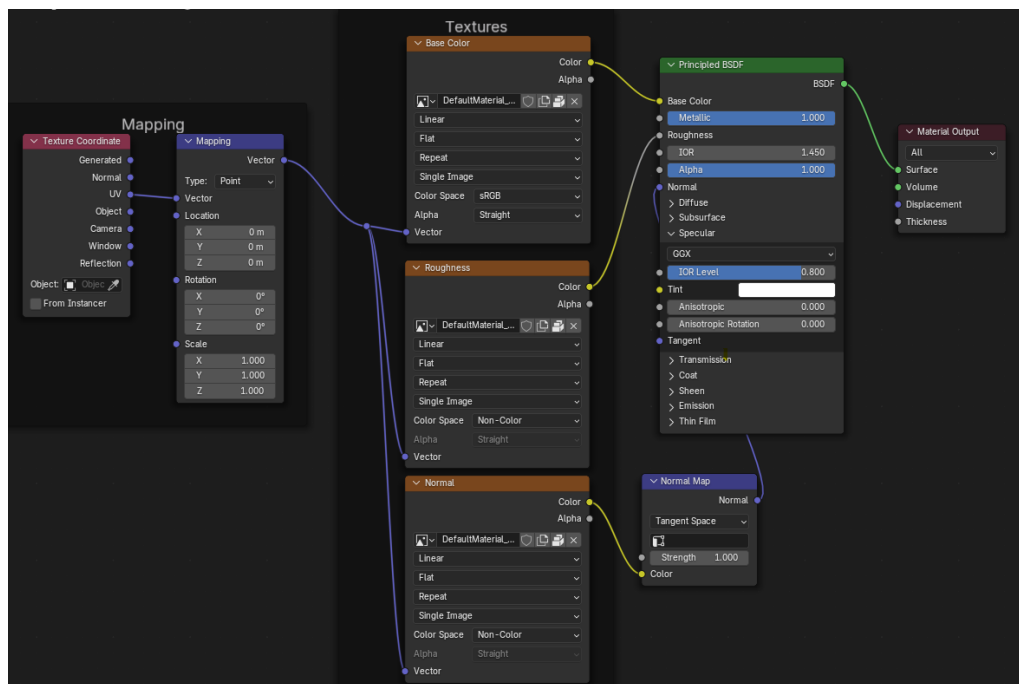 Mapping
Texture Coordinate
Generated
Normal
UV
Object
Camera
Window
Reflection
Object: Objec
From Instancer
Mapping
Vector
Type: Point
Vector
Location
X 0 m
Y 0 m
Z 0 m
Rotation
X 0°
Y 0°
Z 0°
Scale
X 1.000
Y 1.000
Z 1.000
Textures
Base Color
Color
Alpha
DefaultMaterial_...
Linear
Flat
Repeat
Single Image
Color Space sRGB
Alpha Straight
Vector
Roughness
Color
Alpha
DefaultMaterial_...
Linear
Flat
Repeat
Single Image
Color Space Non-Color
Alpha Straight
Vector
Normal
Color
Alpha
DefaultMaterial_...
Linear
Flat
Repeat
Single Image
Color Space Non-Color
Alpha Straight
Vector
Principled BSDF
BSDF
Base Color
Metallic 1.000
Roughness
IOR 1.450
Alpha 1.000
Normal
Diffuse
Subsurface
Specular
GGX
IOR Level 0.800
Tint
Anisotropic 0.000
Anisotropic Rotation 0.000
Tangent
Transmission
Coat
Sheen
Emission
Thin Film
Normal Map
Normal
Tangent Space
Strength 1.000
Color
Material Output
All
Surface
Volume
Displacement
Thickness